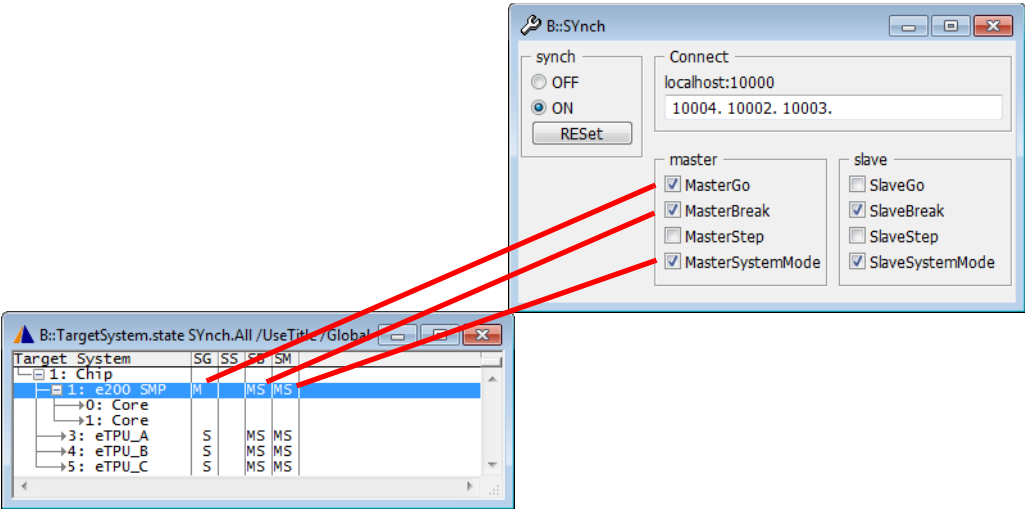 B::SYnch
synch
OFF
ON
RESet
Connect
localhost:10000
10004. 10002. 10003.
master
MasterGo
MasterBreak
MasterStep
MasterSystemMode
slave
SlaveGo
SlaveBreak
SlaveStep
SlaveSystemMode
B::TargetSystem.state SYnch.All /UseTitle /Global
Target System SG SS SB SM
1: Chip
1: e200 SMP M MS MS
0: Core
1: Core
3: eTPU_A S MS MS
4: eTPU_B S MS MS
5: eTPU_C S MS MS